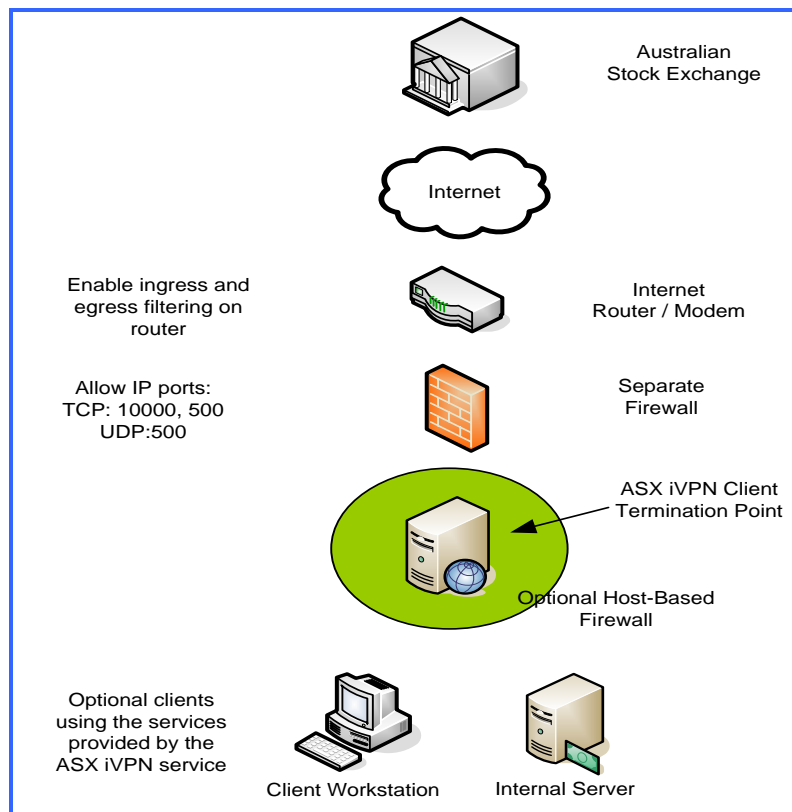 Australian
Stock Exchange
Internet
Enable ingress and
egress filtering on
router
Internet
Router / Modem
Allow IP ports:
TCP: 10000, 500
UDP:500
Separate
Firewall
ASX iVPN Client
Termination Point
Optional Host-Based
Firewall
Optional clients
using the services
provided by the
ASX iVPN service
Client Workstation
Internal Server